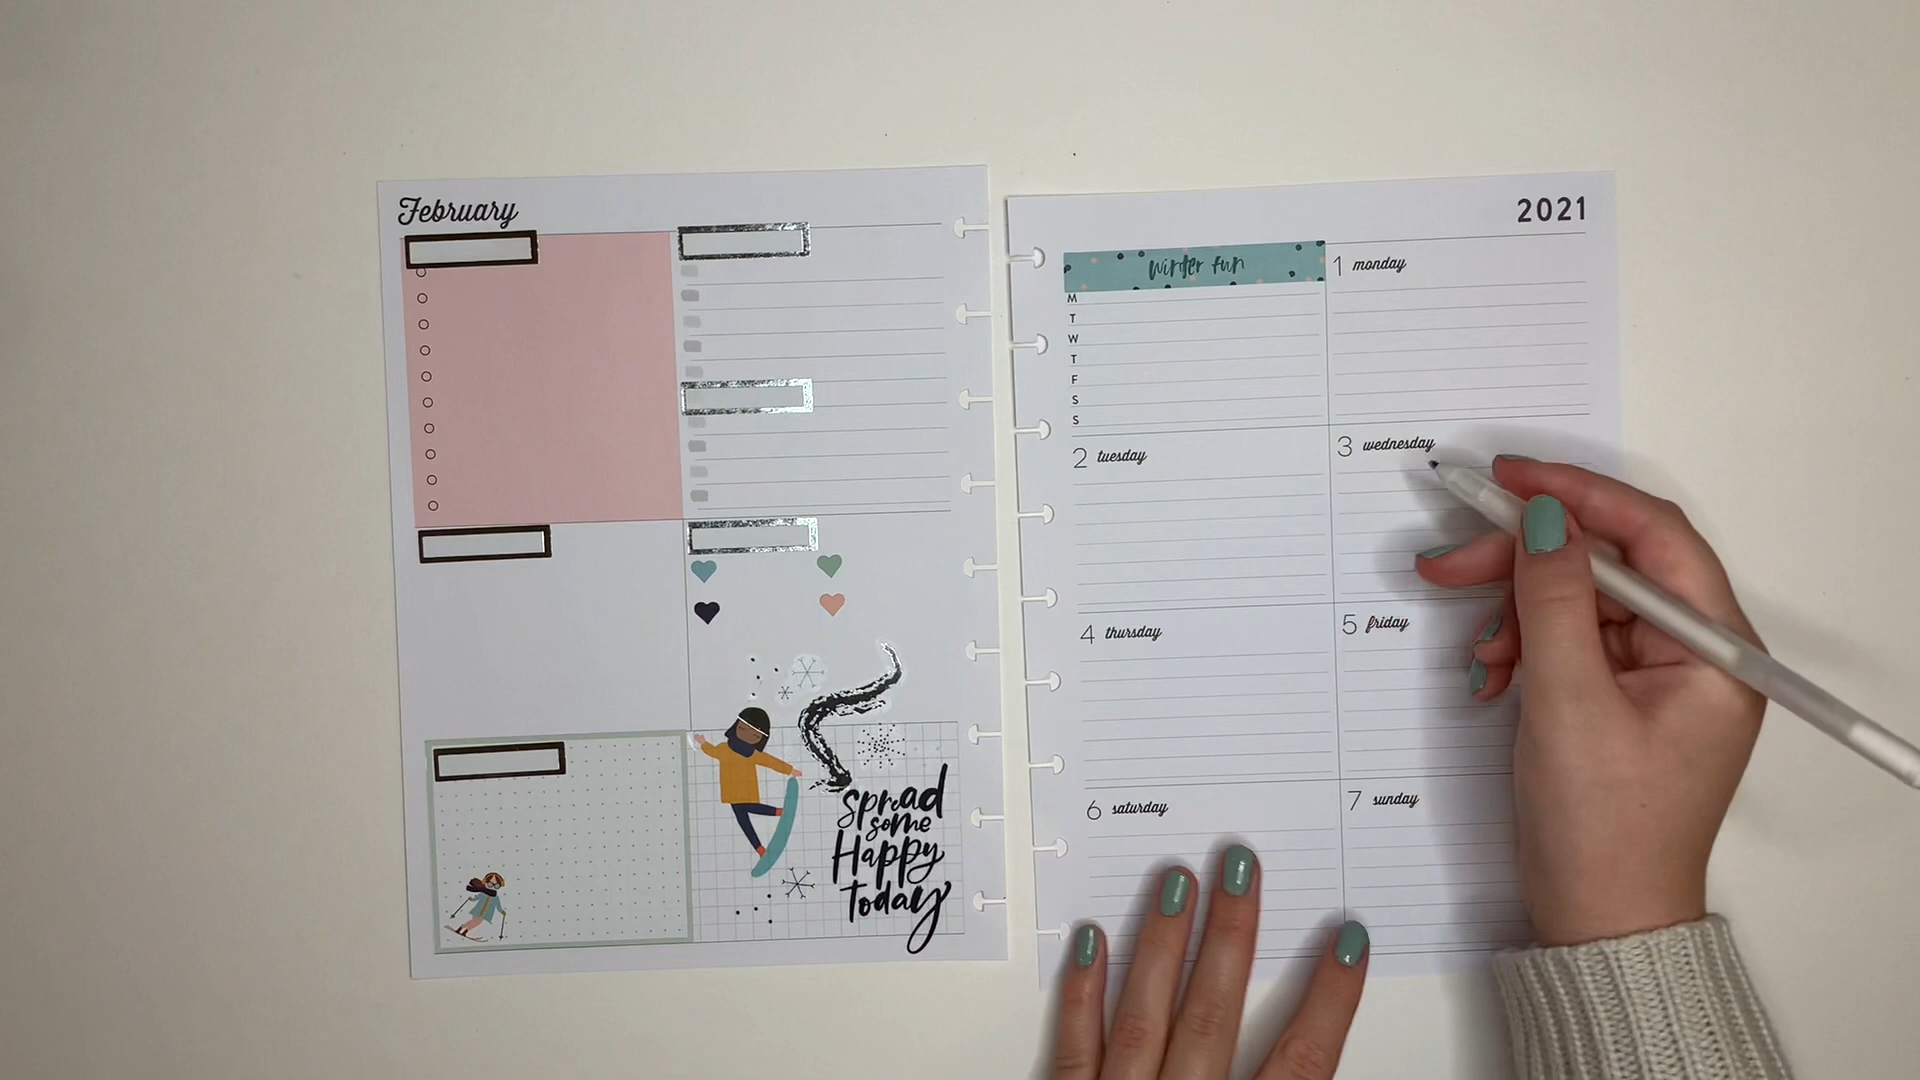 February
spread
some
Happy
today
2021
winter fun
M
T
W
T
F
S
S
1 monday
2 tuesday
3 wednesday
4 thursday
5 friday
6 saturday
7 sunday